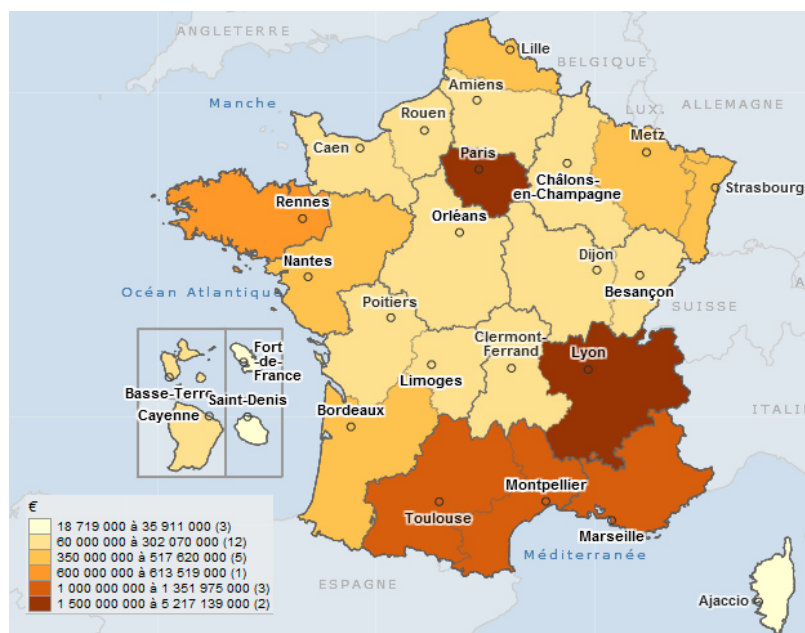 ANGLETERRE
Lille
BELGIQUE
Amiens
Manche
Rouen
LUX.
ALLEMAGNE
Caen
Metz
Paris
Châlons-
en-Champagne
Strasbourg
Rennes
Orléans
Nantes
Dijon
Besançon
Océan Atlantique
Poitiers
SUISSE
Clermont-
Ferrand
Lyon
Fort
de-
France
Limoges
Basse-Terre
Saint-Denis
Cayenne
Bordeaux
ITALI
Montpellier
Toulouse
Marseille
Méditerranée
ESPAGNE
Ajaccio
€
18 719 000 à 35 911 000 (3)
60 000 000 à 302 070 000 (12)
350 000 000 à 517 620 000 (5)
600 000 000 à 613 519 000 (1)
1 000 000 000 à 1 351 975 000 (3)
1 500 000 000 à 5 217 139 000 (2)